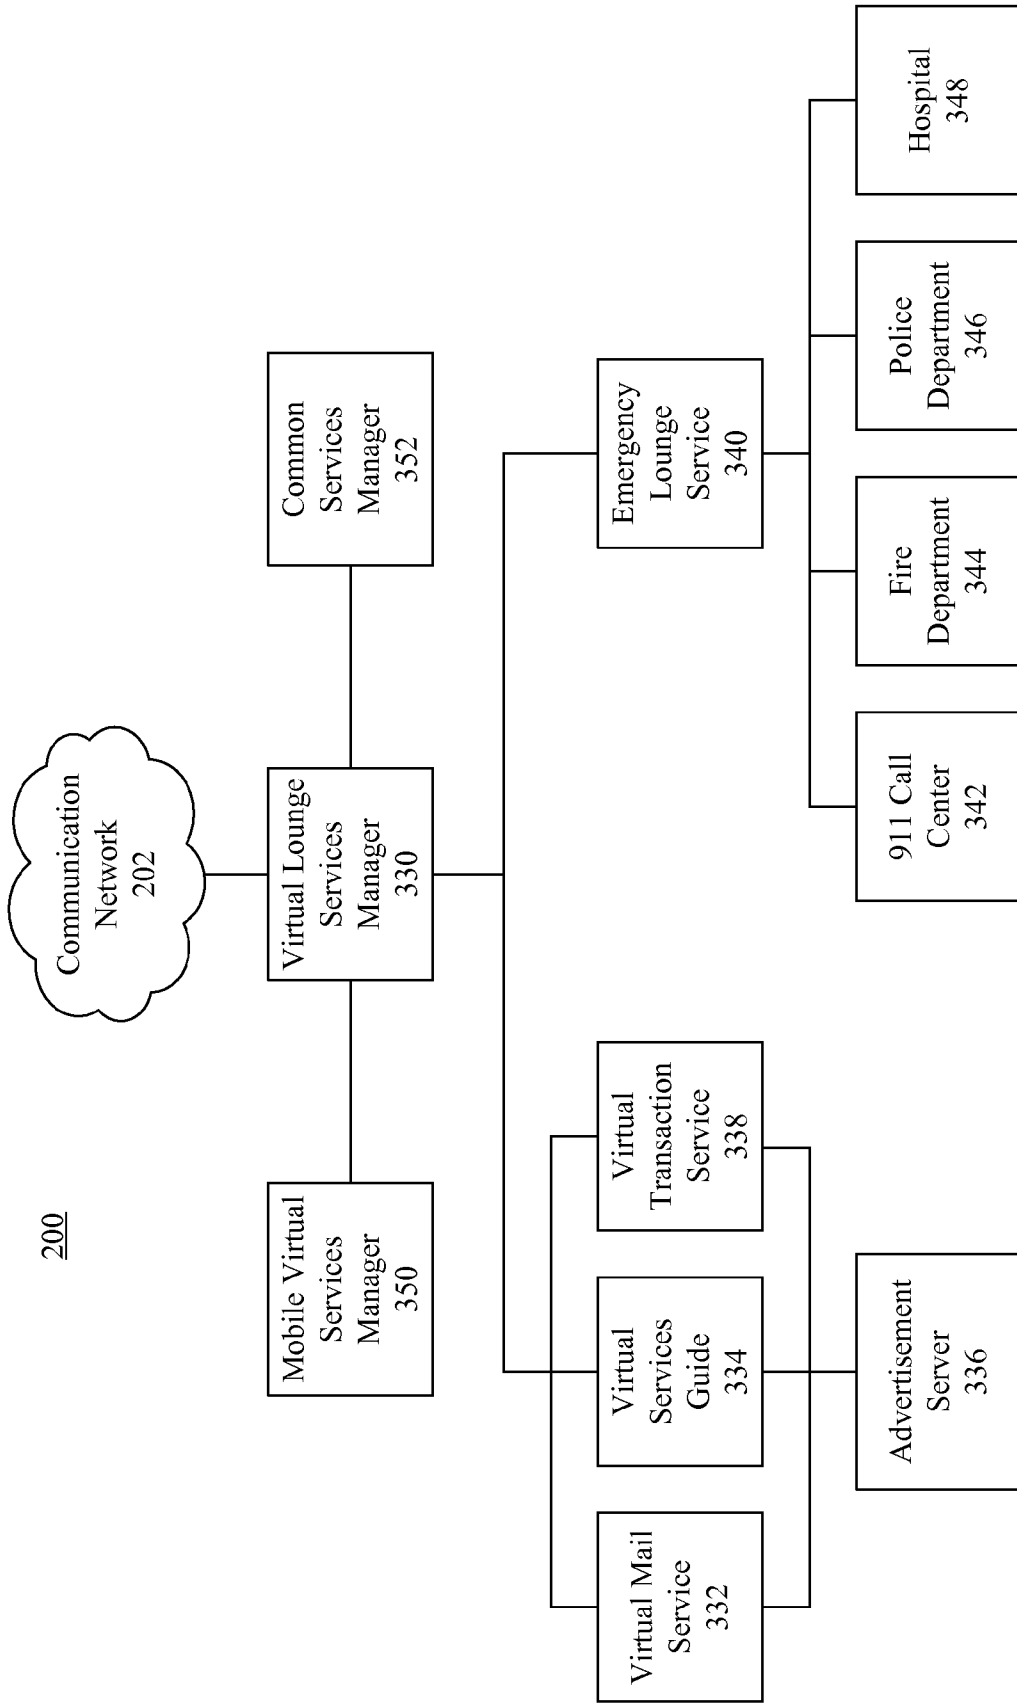 200
Communication
Network
202
Mobile Virtual
Services
Manager
350
Virtual Lounge
Services
Manager
330
Common
Services
Manager
352
Virtual Mail
Service
332
Virtual
Services
Guide
334
Virtual
Transaction
Service
338
Emergency
Lounge
Service
340
Advertisement
Server
336
911 Call
Center
342
Fire
Department
344
Police
Department
346
Hospital
348